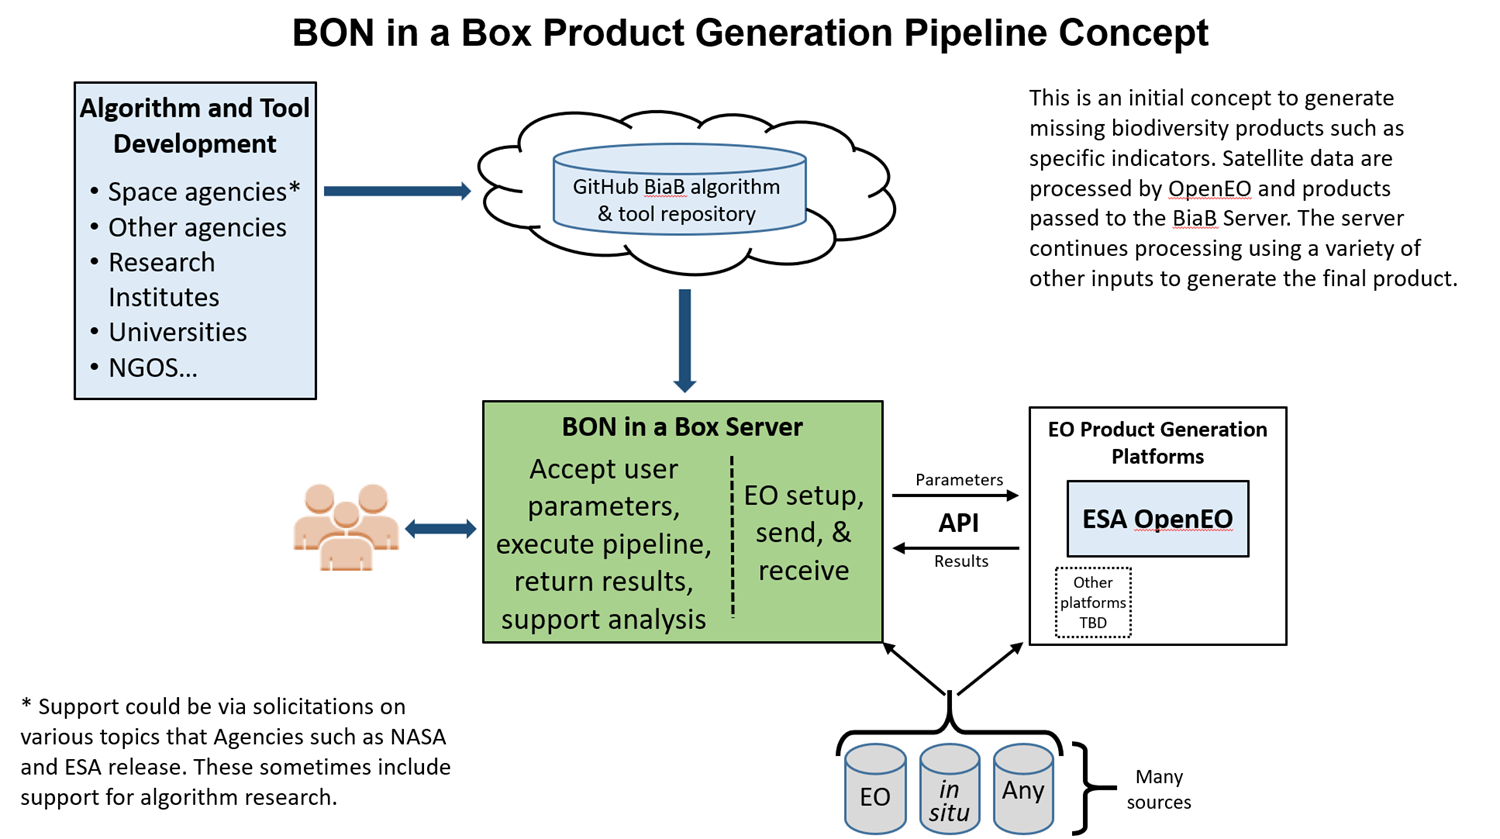 BON in a Box Product Generation Pipeline Concept
Algorithm and Tool
Development
• Space agencies*
• Other agencies
• Research
Institutes
• Universities
• NGOS...
GitHub BiaB algorithm
& tool repository
This is an initial concept to generate
missing biodiversity products such as
specific indicators. Satellite data are
processed by OpenEO and products
passed to the BiaB Server. The server
continues processing using a variety of
other inputs to generate the final product.
BON in a Box Server
Accept user
parameters,
execute pipeline,
return results,
support analysis
EO setup,
send, &
receive
Parameters
API
Results
EO Product Generation
Platforms
ESA OpenEO
Other
platforms
TBD
* Support could be via solicitations on
various topics that Agencies such as NASA
and ESA release. These sometimes include
support for algorithm research.
EO
in
situ
Any
Many
sources